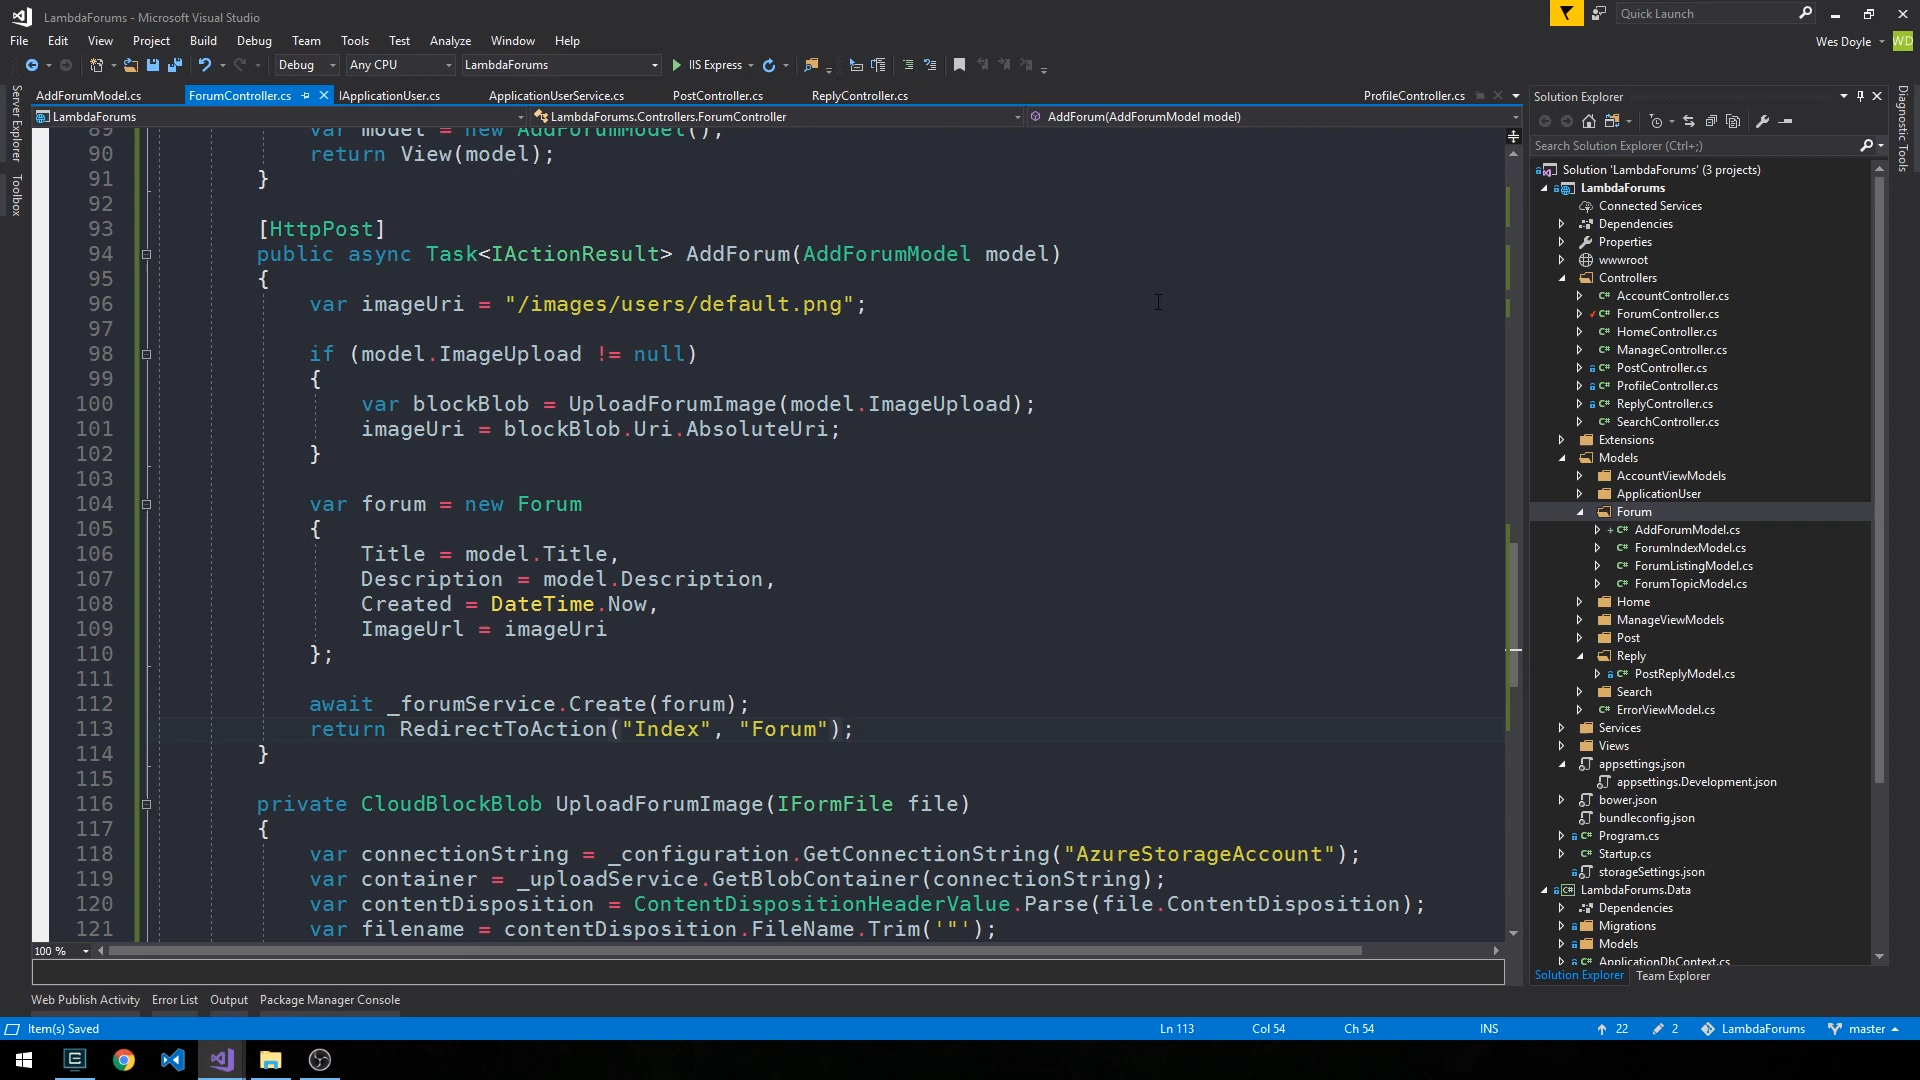 LambdaForums - Microsoft Visual Studio
Quick Launch
File Edit View Project Build Debug Team Tools Test Analyze Window Help
Wes Doyle WD
Debug Any CPU LambdaForums IIS Express
AddForumModel.cs ForumController.cs IApplicationUser.cs ApplicationUserService.cs PostController.cs ReplyController.cs ProfileController.cs
LambdaForums LambdaForums.Controllers.ForumController AddForum(AddForumModel model)
Server Explorer
Toolbox
89 var model = new AddForumModel();
90 return View(model);
91 }
92
93 [HttpPost]
94 public async Task<IActionResult> AddForum(AddForumModel model)
95 {
96 var imageUri = "/images/users/default.png";
97
98 if (model.ImageUpload != null)
99 {
100 var blockBlob = UploadForumImage(model.ImageUpload);
101 imageUri = blockBlob.Uri.AbsoluteUri;
102 }
103
104 var forum = new Forum
105 {
106 Title = model.Title,
107 Description = model.Description,
108 Created = DateTime.Now,
109 ImageUrl = imageUri
110 };
111
112 await _forumService.Create(forum);
113 return RedirectToAction("Index", "Forum");
114 }
115
116 private CloudBlockBlob UploadForumImage(IFormFile file)
117 {
118 var connectionString = _configuration.GetConnectionString("AzureStorageAccount");
119 var container = _uploadService.GetBlobContainer(connectionString);
120 var contentDisposition = ContentDispositionHeaderValue.Parse(file.ContentDisposition);
121 var filename = contentDisposition.FileName.Trim('"');
100 %
Solution Explorer
Search Solution Explorer (Ctrl+;)
Solution 'LambdaForums' (3 projects)
LambdaForums
Connected Services
Dependencies
Properties
wwwroot
Controllers
C# AccountController.cs
C# ForumController.cs
C# HomeController.cs
C# ManageController.cs
C# PostController.cs
C# ProfileController.cs
C# ReplyController.cs
C# SearchController.cs
Extensions
Models
AccountViewModels
ApplicationUser
Forum
C# AddForumModel.cs
C# ForumIndexModel.cs
C# ForumListingModel.cs
C# ForumTopicModel.cs
Home
ManageViewModels
Post
Reply
C# PostReplyModel.cs
Search
C# ErrorViewModel.cs
Services
Views
appsettings.json
appsettings.Development.json
bower.json
bundleconfig.json
C# Program.cs
C# Startup.cs
storageSettings.json
C# LambdaForums.Data
Dependencies
Migrations
Models
C# ApplicationDbContext.cs
Solution Explorer Team Explorer
Diagnostic Tools
Web Publish Activity Error List Output Package Manager Console
Item(s) Saved Ln 113 Col 54 Ch 54 INS 22 2 LambdaForums master